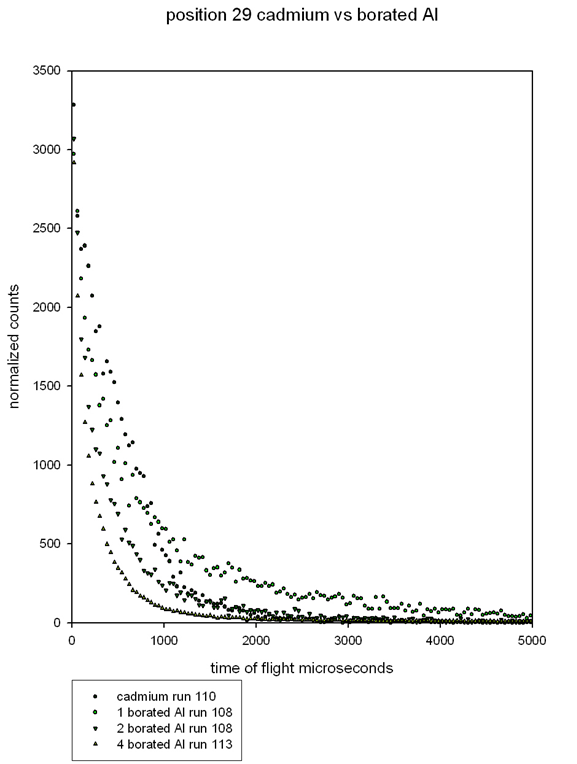 position 29 cadmium vs borated Al
3500
3000
2500
2000
1500
1000
500
0
normalized counts
0 1000 2000 3000 4000 5000
time of flight microseconds
cadmium run 110
1 borated Al run 108
2 borated Al run 108
4 borated Al run 113